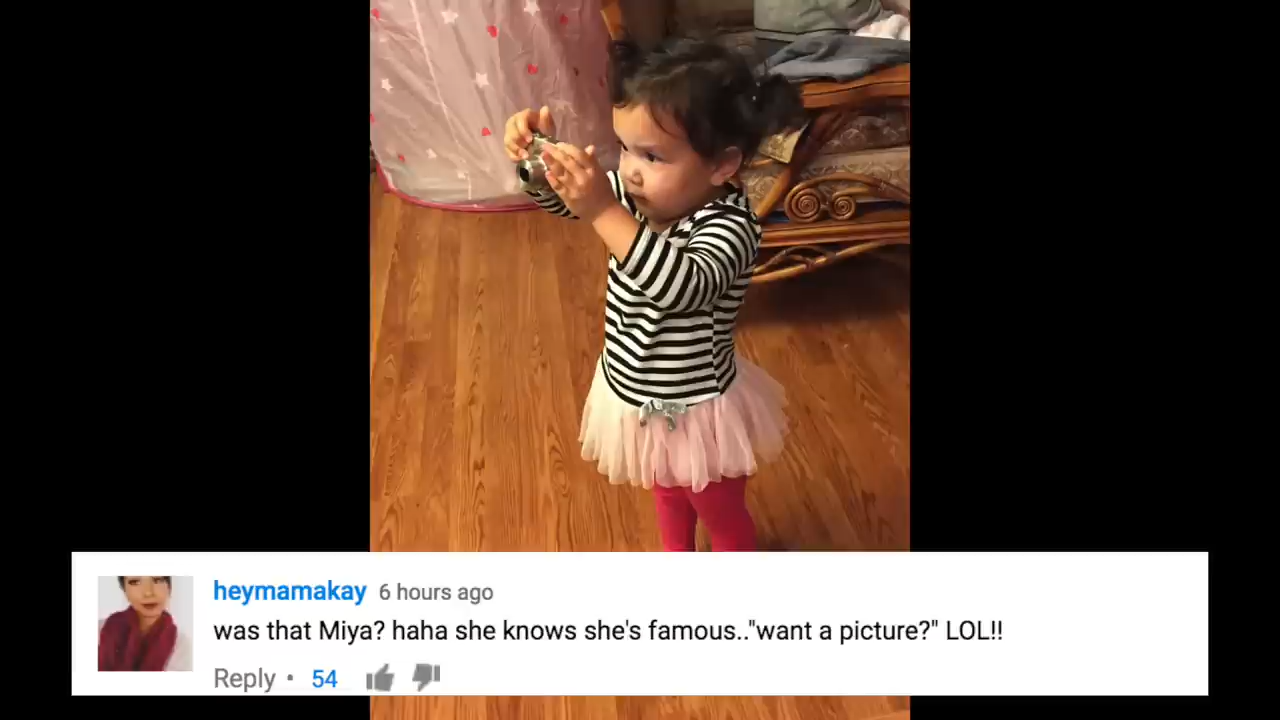 heymamakay 6 hours ago
was that Miya? haha she knows she's famous.."want a picture?" LOL!!
Reply • 54